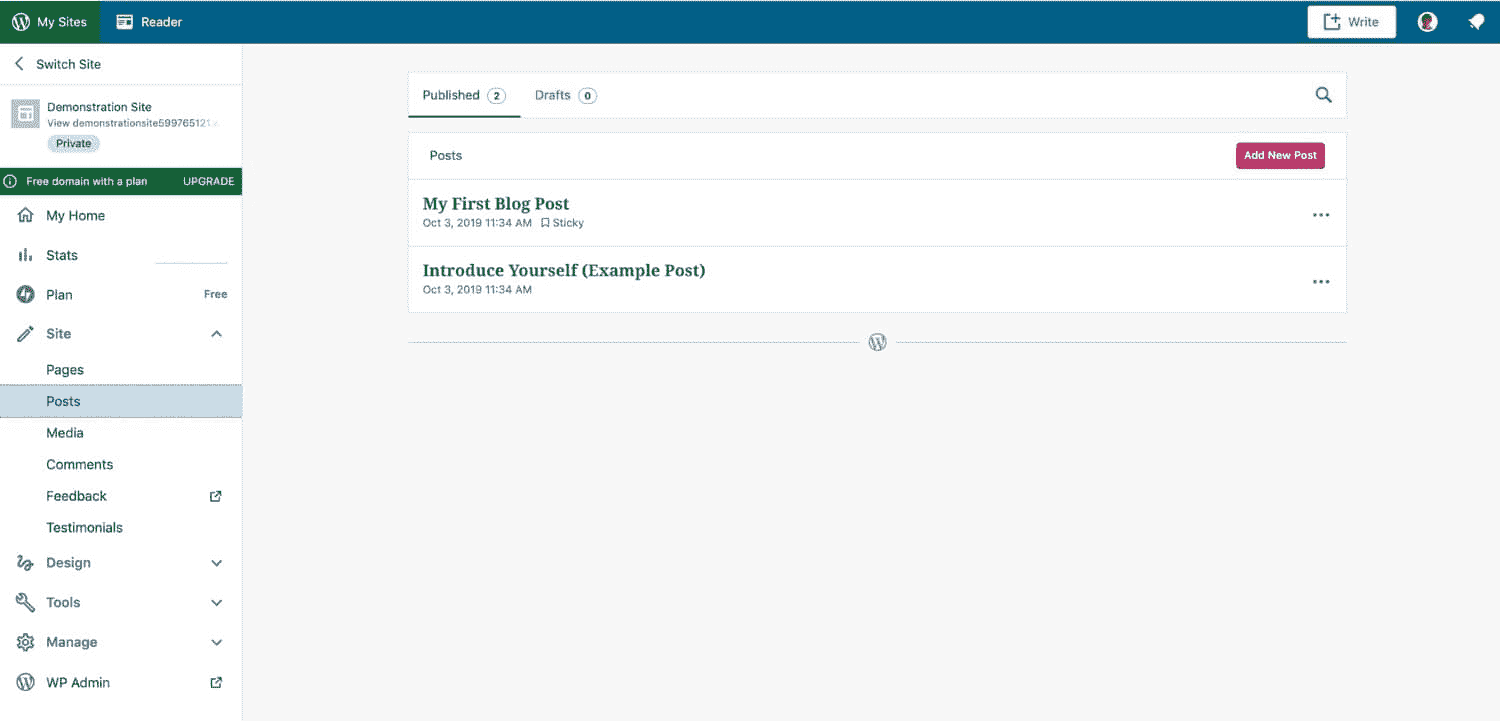 My Sites
Reader
Write
Switch Site
Demonstration Site
View demonstrationsite599765121
Private
Free domain with a plan UPGRADE
My Home
Stats
Plan Free
Site
Pages
Posts
Media
Comments
Feedback
Testimonials
Design
Tools
Manage
WP Admin
Published 2 Drafts 0
Posts
Add New Post
My First Blog Post
Oct 3, 2019 11:34 AM Sticky
Introduce Yourself (Example Post)
Oct 3, 2019 11:34 AM